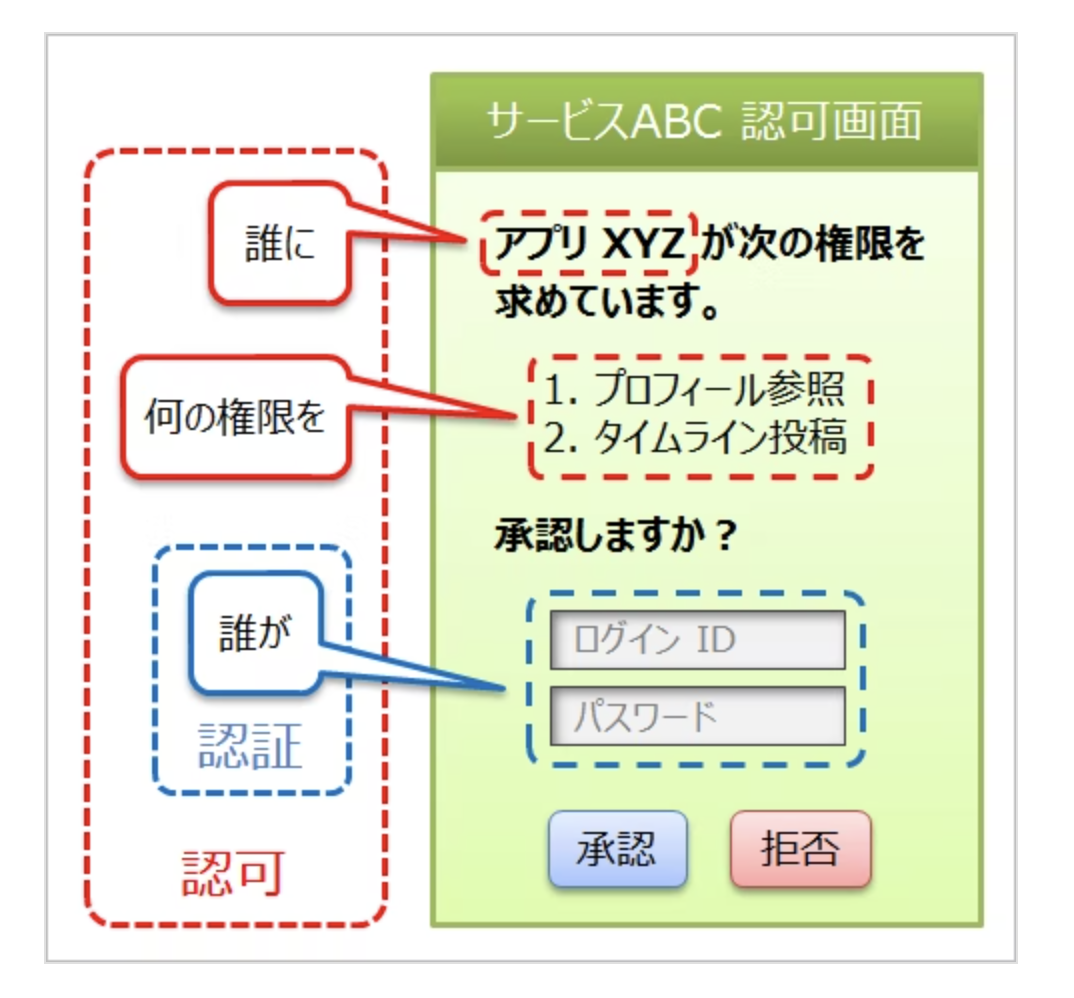 サービスABC 認可画面
誰に
アプリ XYZ が次の権限を
求めています。
何の権限を
1. プロフィール参照
2. タイムライン投稿
承認しますか？
誰が
ログイン ID
パスワード
認証
承認
拒否
認可